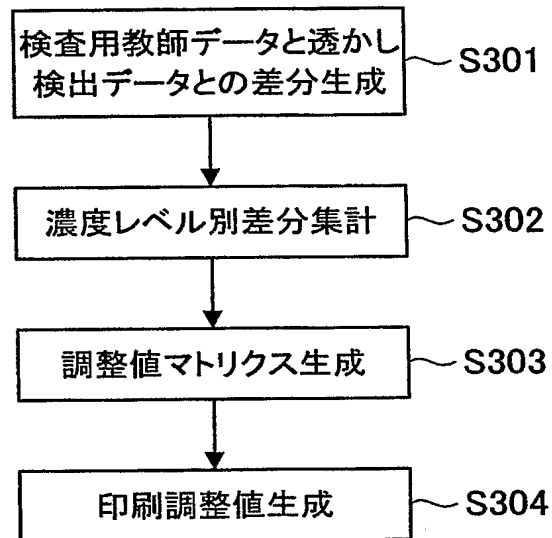 検査用教師データと透かし
検出データとの差分生成
S301
濃度レベル別差分集計
S302
調整値マトリクス生成
S303
印刷調整値生成
S304